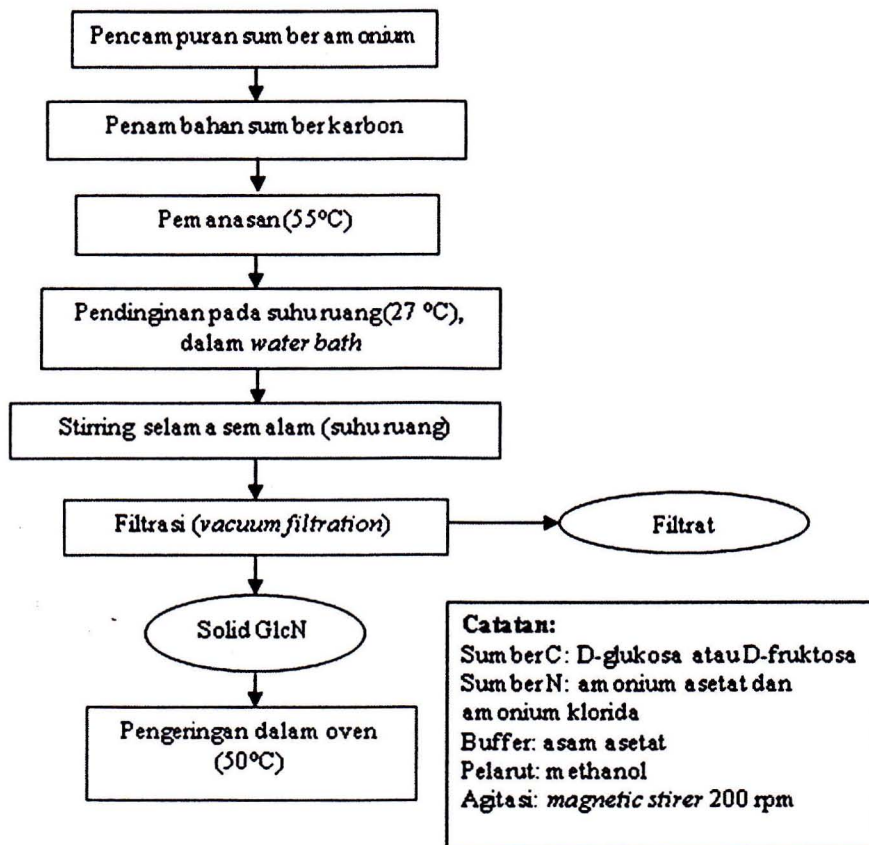 Pencampuran sumber amonium
Penambahan sumber karbon
Pemanasan (55°C)
Pendinginan pada suhu ruang (27 °C),
dalam water bath
Stirring selama semalam (suhu ruang)
Filtrasi (vacuum filtration)
Filtrat
Solid GlcN
Pengeringan dalam oven
(50°C)
Catatan:
Sumber C: D-glukosa atau D-fruktosa
Sumber N: amonium asetat dan
amonium klorida
Buffer: asam asetat
Pelarut: methanol
Agitasi: magnetic stirer 200 rpm